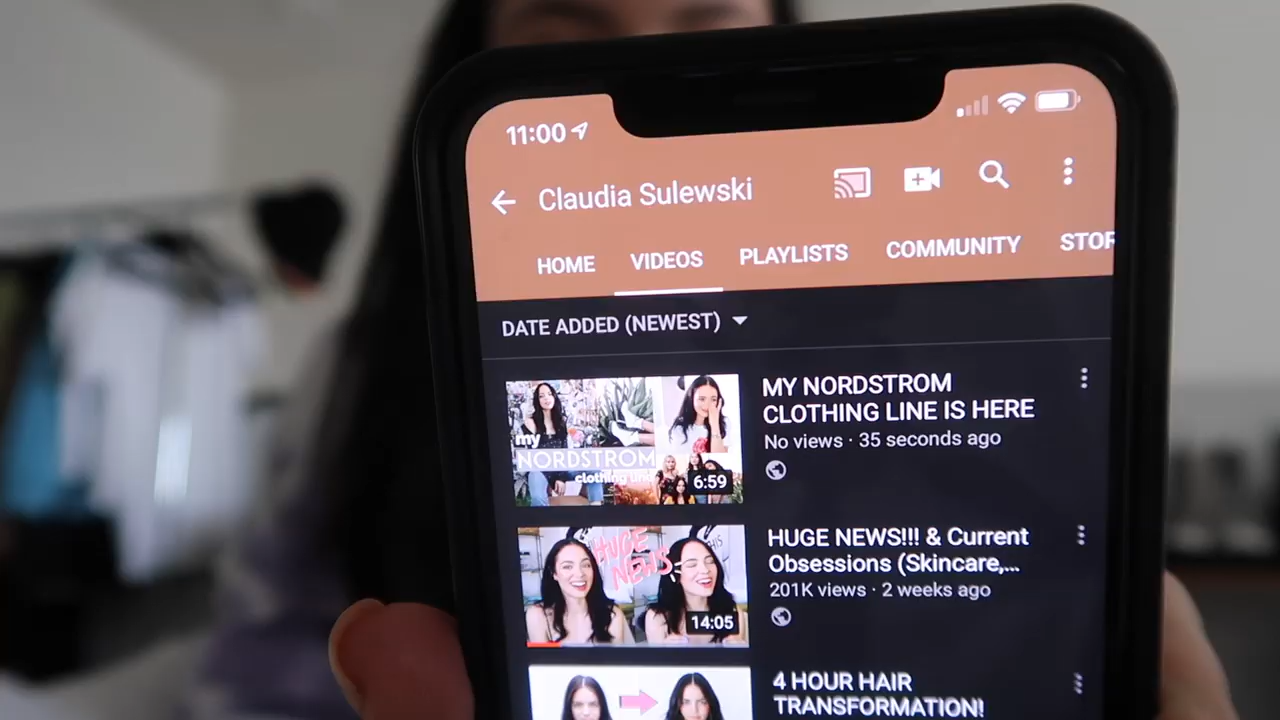 11:00
Claudia Sulewski
HOME VIDEOS PLAYLISTS COMMUNITY STOR
DATE ADDED (NEWEST)
my
NORDSTROM
clothing line
6:59
MY NORDSTROM
CLOTHING LINE IS HERE
No views · 35 seconds ago
HUGE
NEWS
14:05
HUGE NEWS!!! & Current
Obsessions (Skincare,...
201K views · 2 weeks ago
4 HOUR HAIR
TRANSFORMATION!